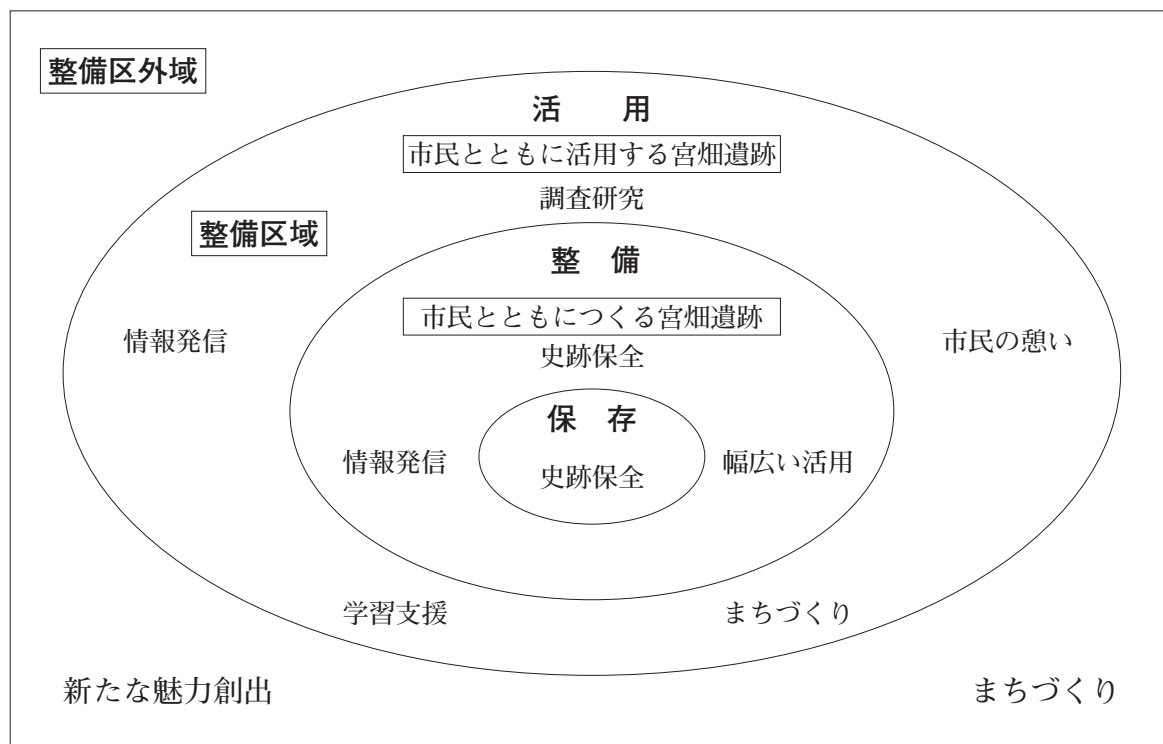 整備区外域
活　　用
市民とともに活用する宮畑遺跡
調査研究
整備区域
整　備
市民とともにつくる宮畑遺跡
情報発信
史跡保全
市民の憩い
保　存
情報発信
史跡保全
幅広い活用
学習支援
まちづくり
新たな魅力創出
まちづくり